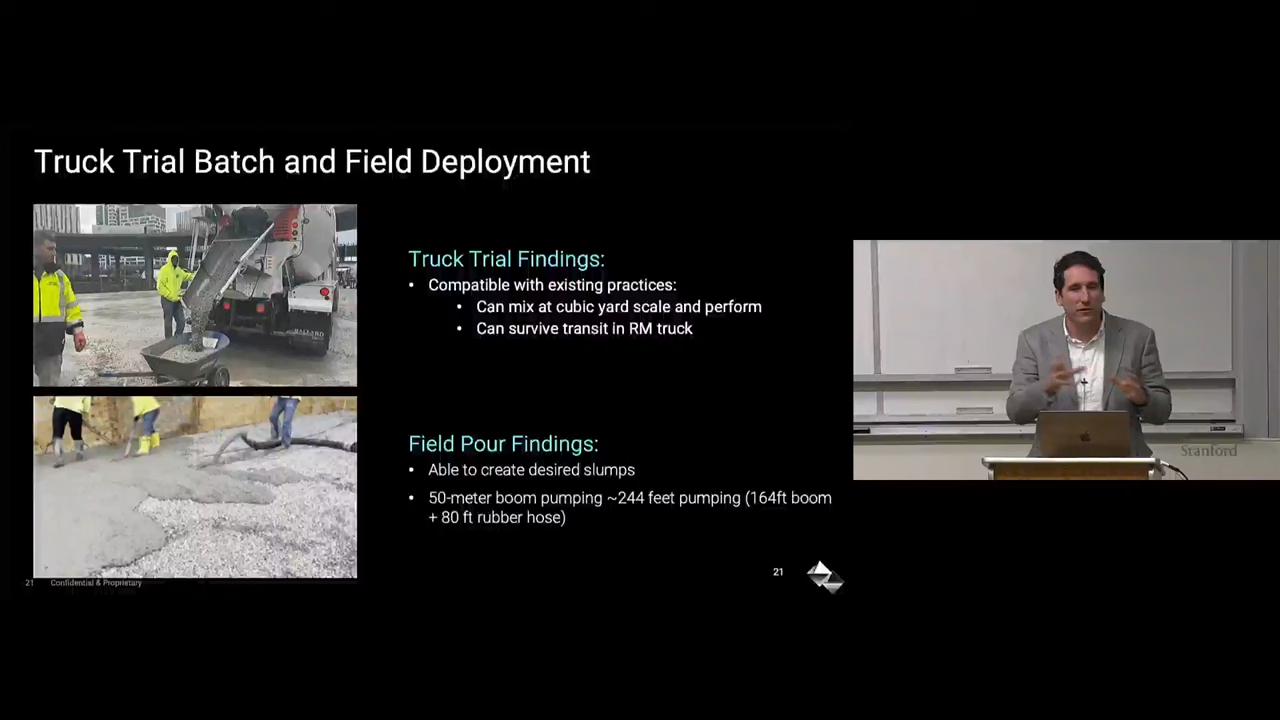 Truck Trial Batch and Field Deployment
Truck Trial Findings:
• Compatible with existing practices:
• Can mix at cubic yard scale and perform
• Can survive transit in RM truck
Field Pour Findings:
• Able to create desired slumps
• 50-meter boom pumping ~244 feet pumping (164ft boom
+ 80 ft rubber hose)
21 Confidential & Proprietary
21
Stanford